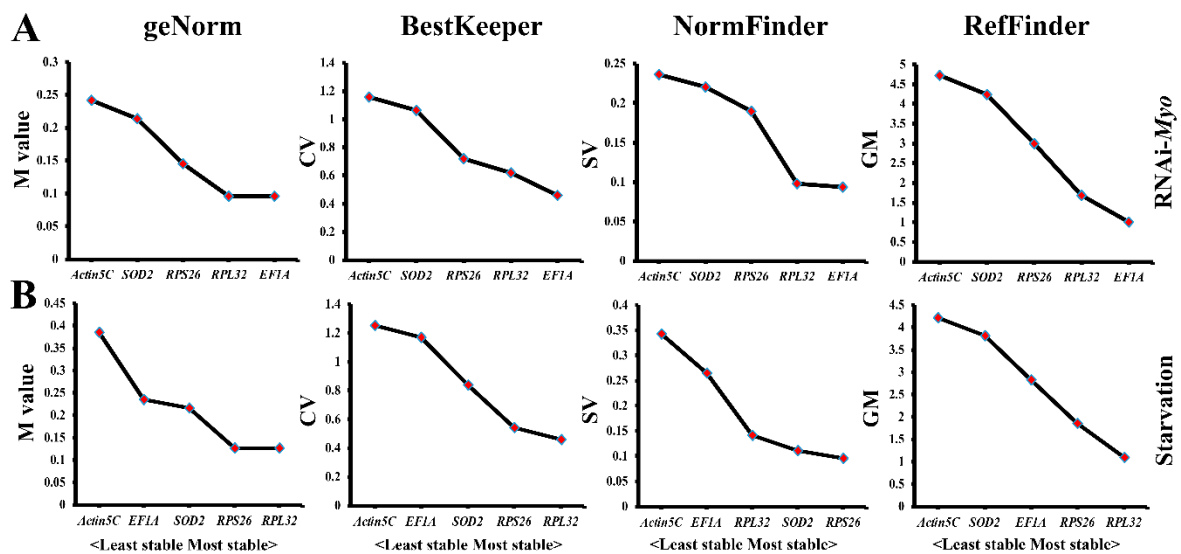 A
geNorm
BestKeeper
NormFinder
RefFinder
M value
0.3
0.25
0.2
0.15
0.1
0.05
0
Actin5C SOD2 RPS26 RPL32 EF1A
CV
1.4
1.2
1
0.8
0.6
0.4
0.2
0
Actin5C SOD2 RPS26 RPL32 EF1A
SV
0.25
0.2
0.15
0.1
0.05
0
Actin5C SOD2 RPS26 RPL32 EF1A
GM
5
4.5
4
3.5
3
2.5
2
1.5
1
0.5
0
Actin5C SOD2 RPS26 RPL32 EF1A
RNAi-Myo
B
M value
0.45
0.4
0.35
0.3
0.25
0.2
0.15
0.1
0.05
0
Actin5C EF1A SOD2 RPS26 RPL32
<Least stable Most stable>
CV
1.4
1.2
1
0.8
0.6
0.4
0.2
0
Actin5C EF1A SOD2 RPS26 RPL32
<Least stable Most stable>
SV
0.4
0.35
0.3
0.25
0.2
0.15
0.1
0.05
0
Actin5C EF1A RPL32 SOD2 RPS26
<Least stable Most stable>
GM
4.5
4
3.5
3
2.5
2
1.5
1
0.5
0
Actin5C SOD2 EF1A RPS26 RPL32
<Least stable Most stable>
Starvation